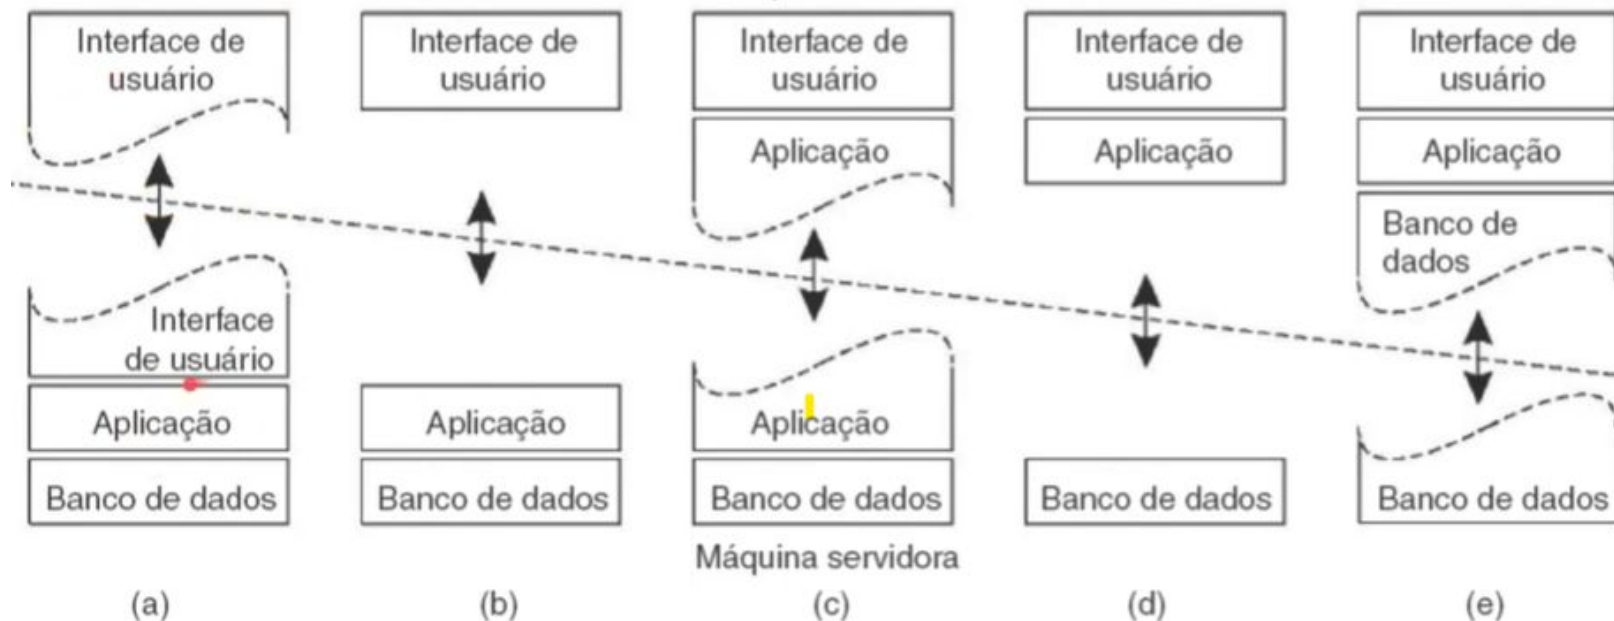 Interface de
usuário
Interface de
usuário
Interface de
usuário
Interface de
usuário
Interface de
usuário
Aplicação
Aplicação
Aplicação
Banco de
dados
Interface
de usuário
Aplicação
Aplicação
Aplicação
Banco de dados
Banco de dados
Banco de dados
Banco de dados
Banco de dados
Máquina servidora
(a)
(b)
(c)
(d)
(e)